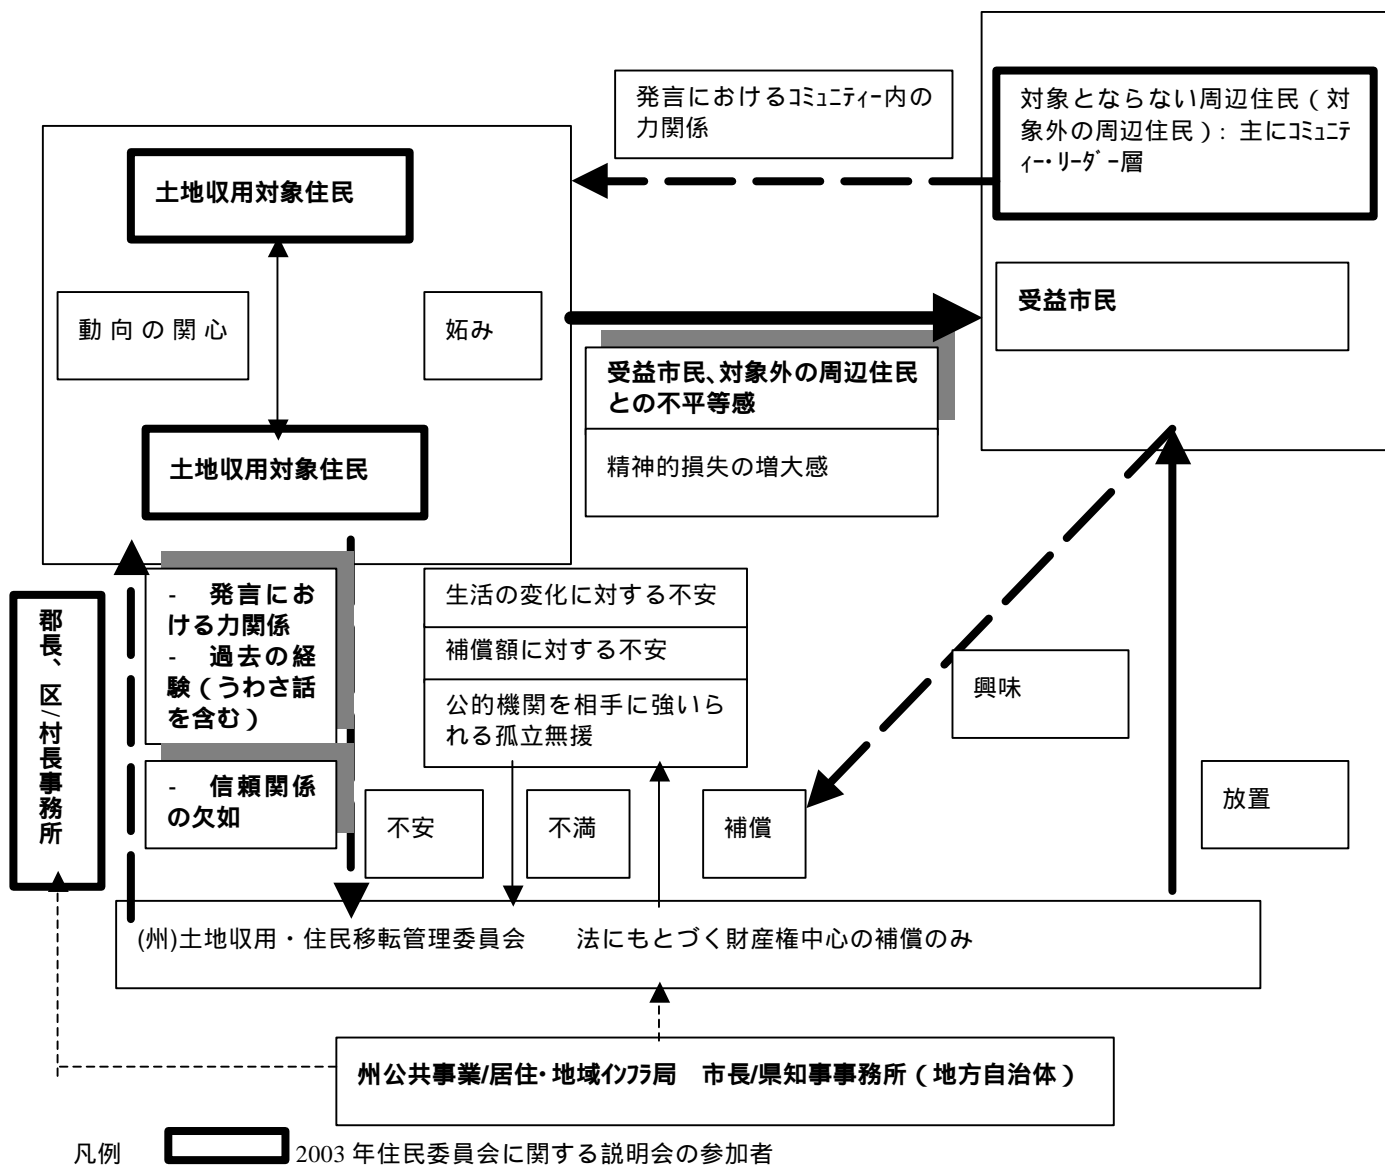 発言におけるコミュニティー内の
力関係
対象とならない周辺住民（対
象外の周辺住民）: 主にコミュニテ
ィー・リーダー層
土地収用対象住民
動向の関心
妬み
受益市民
受益市民、対象外の周辺住民
との不平等感
精神的損失の増大感
土地収用対象住民
郡長、区/村長事務所
- 発言にお
ける力関係
- 過去の経
験（うわさ話
を含む）
- 信頼関係
の欠如
生活の変化に対する不安
補償額に対する不安
公的機関を相手に強いら
れる孤立無援
興味
不安
不満
補償
放置
(州)土地収用・住民移転管理委員会　法にもとづく財産権中心の補償のみ
州公共事業/居住・地域インフラ局　市長/県知事事務所（地方自治体）
凡例　2003 年住民委員会に関する説明会の参加者